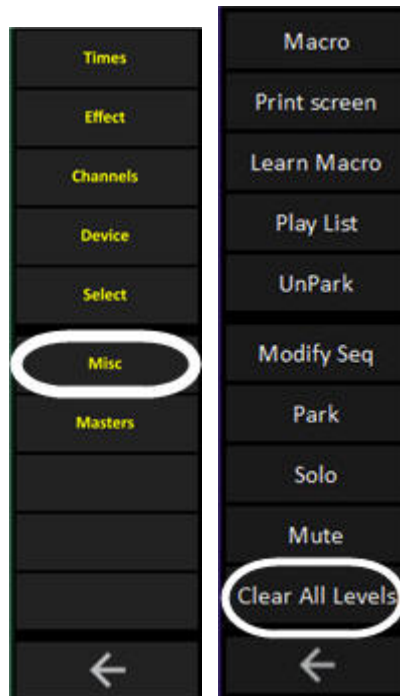 Times
Effect
Channels
Device
Select
Misc
Masters
Macro
Print screen
Learn Macro
Play List
UnPark
Modify Seq
Park
Solo
Mute
Clear All Levels